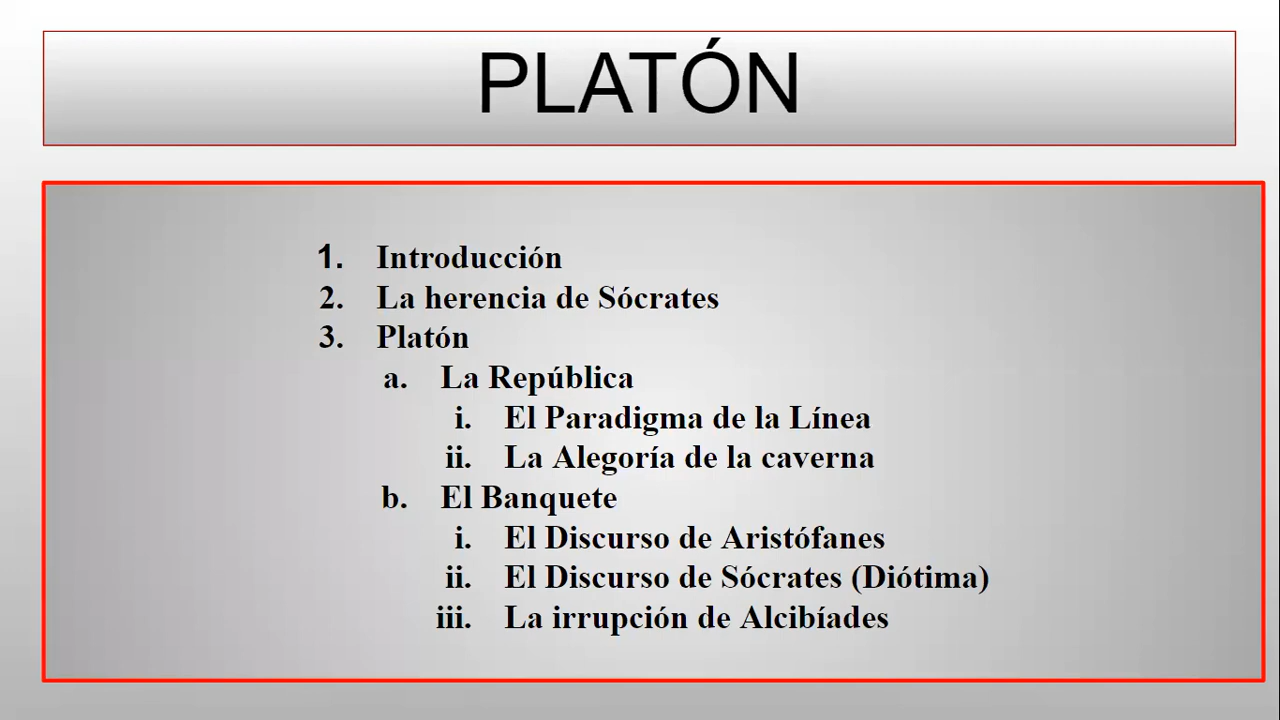 PLATÓN
1. Introducción
2. La herencia de Sócrates
3. Platón
a. La República
i. El Paradigma de la Línea
ii. La Alegoría de la caverna
b. El Banquete
i. El Discurso de Aristófanes
ii. El Discurso de Sócrates (Diótima)
iii. La irrupción de Alcibíades